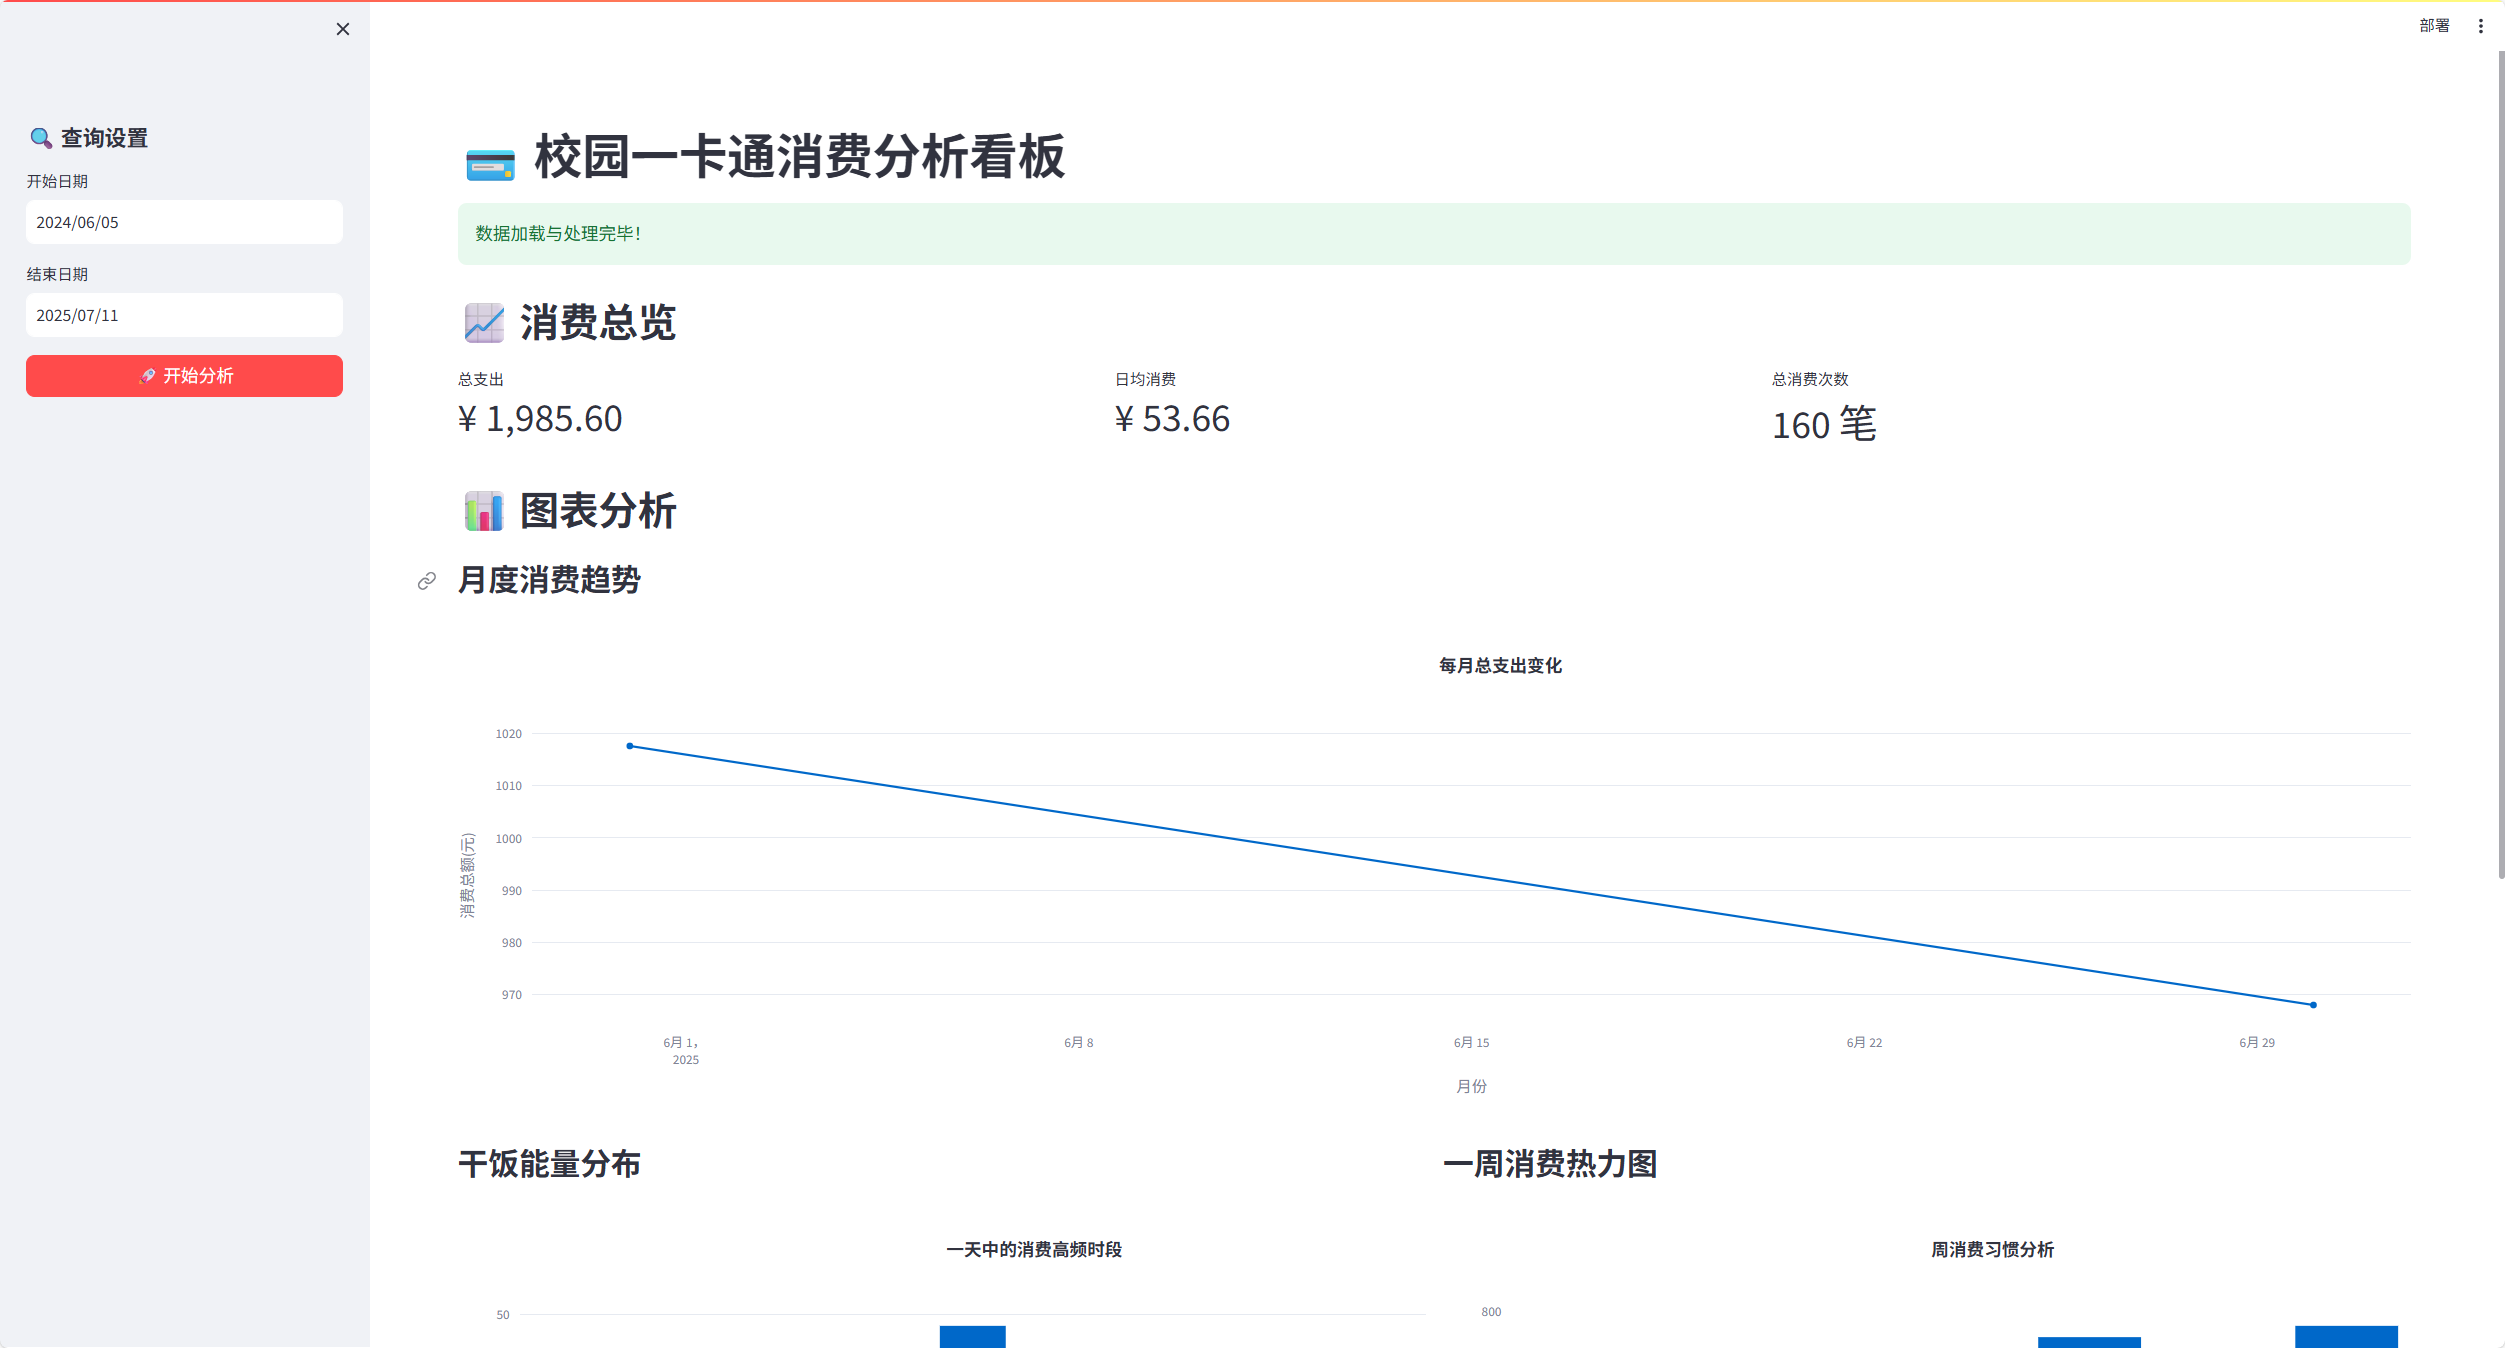 部署
查询设置
开始日期
2024/06/05
结束日期
2025/07/11
开始分析
校园一卡通消费分析看板
数据加载与处理完毕！
消费总览
总支出
¥ 1,985.60
日均消费
¥ 53.66
总消费次数
160 笔
图表分析
月度消费趋势
每月总支出变化
1020
1010
1000
990
980
970
消费总额(元)
6月 1，
2025
6月 8
6月 15
6月 22
6月 29
月份
干饭能量分布
一天中的消费高频时段
50
一周消费热力图
周消费习惯分析
800